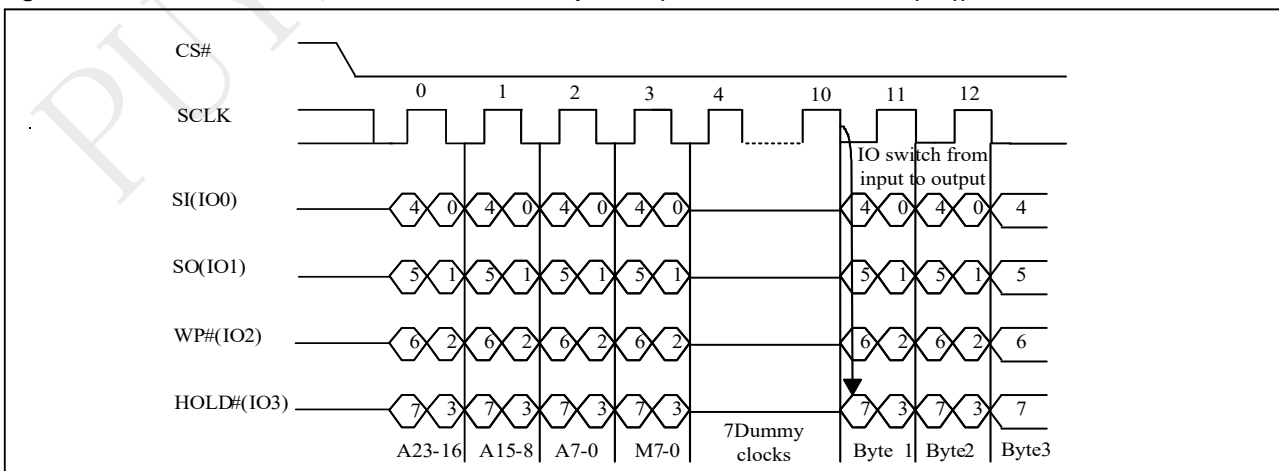 PUY
CS#
0 1 2 3 4 10 11 12
SCLK
IO switch from
input to output
SI(IO0) 4 0 4 0 4 0 4 0 4 0 4 0 4
SO(IO1) 5 1 5 1 5 1 5 1 5 1 5 1 5
WP#(IO2) 6 2 6 2 6 2 6 2 6 2 6 2 6
HOLD#(IO3) 7 3 7 3 7 3 7 3 7 3 7 3 7
7Dummy
A23-16 A15-8 A7-0 M7-0 clocks Byte 1 Byte2 Byte3